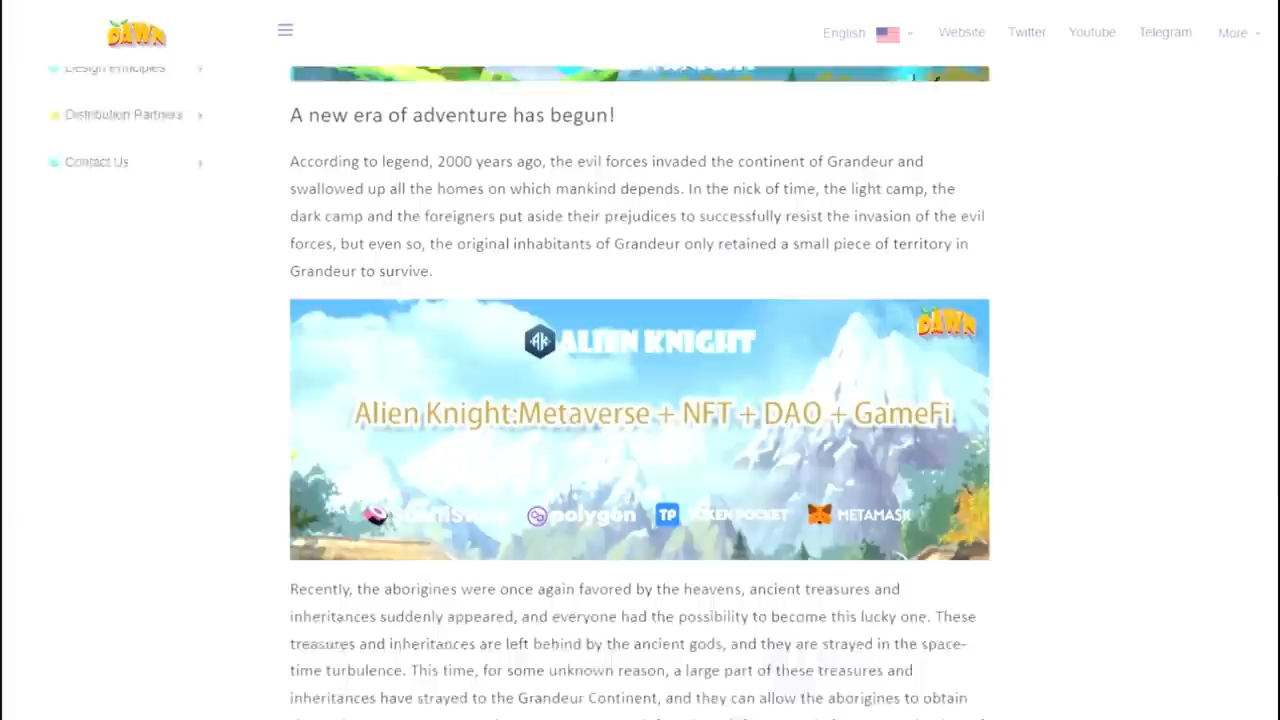 DAWN
English
Website
Twitter
Youtube
Telegram
More
Design Principles
Distribution Partners
Contact Us
A new era of adventure has begun!
According to legend, 2000 years ago, the evil forces invaded the continent of Grandeur and
swallowed up all the homes on which mankind depends. In the nick of time, the light camp, the
dark camp and the foreigners put aside their prejudices to successfully resist the invasion of the evil
forces, but even so, the original inhabitants of Grandeur only retained a small piece of territory in
Grandeur to survive.
DAWN
AK ALIEN KNIGHT
Alien Knight:Metaverse + NFT + DAO + GameFi
polygon
TP TOKEN POCKET
METAMASK
Recently, the aborigines were once again favored by the heavens, ancient treasures and
inheritances suddenly appeared, and everyone had the possibility to become this lucky one. These
treasures and inheritances are left behind by the ancient gods, and they are strayed in the space-
time turbulence. This time, for some unknown reason, a large part of these treasures and
inheritances have strayed to the Grandeur Continent, and they can allow the aborigines to obtain